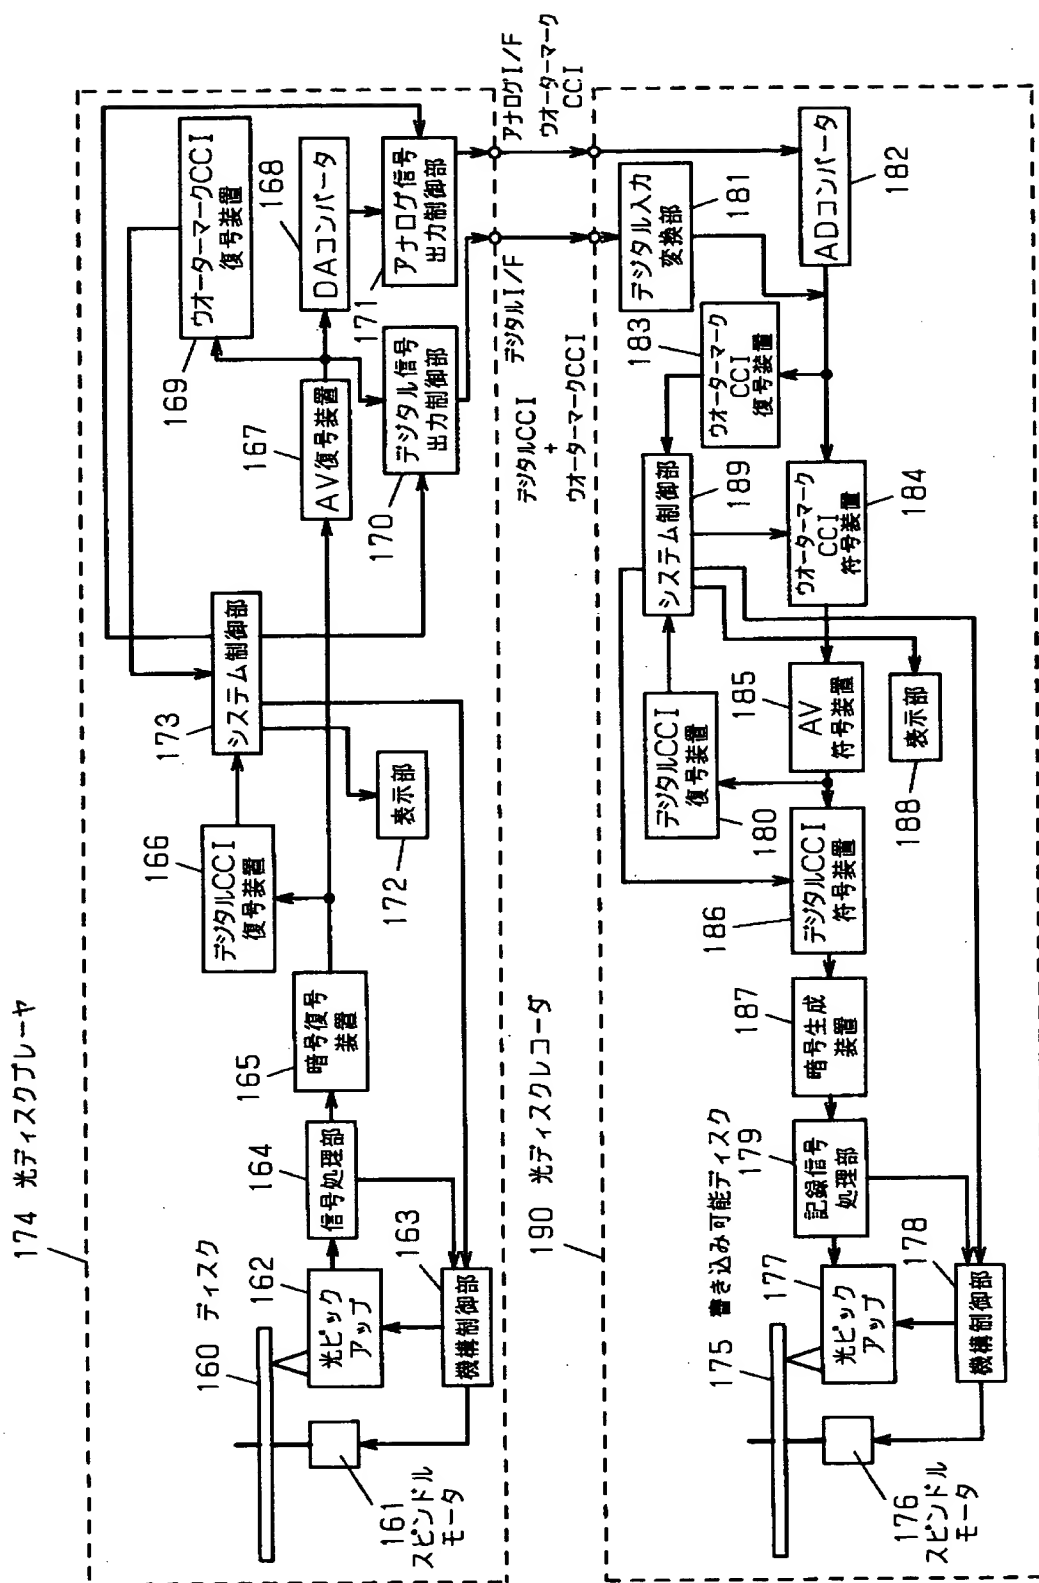 174 光ディスクプレーヤ
160 ディスク
161
スピンドル
モータ
162
光ピック
アップ
163
機構制御部
164
信号処理部
165
暗号復号
装置
166
デジタルCCI
復号装置
172
表示部
173
システム制御部
167
AV復号装置
169
ウオーターマークCCI
復号装置
168
DAコンバータ
170
デジタル信号
出力制御部
171
アナログ信号
出力制御部
デジタルI/F
デジタルCCI
+
ウオーターマークCCI
アナログI/F
ウオーターマーク
CCI
190 光ディスクレコーダ
175 書き込み可能ディスク
176
スピンドル
モータ
177
光ピック
アップ
178
機構制御部
179
記録信号
処理部
187
暗号生成
装置
186
デジタルCCI
符号装置
180
デジタルCCI
復号装置
185
AV
符号装置
188
表示部
189
システム制御部
184
ウオーターマーク
CCI
符号装置
183
ウオーターマーク
CCI
復号装置
181
デジタル入力
変換部
182
ADコンバータ